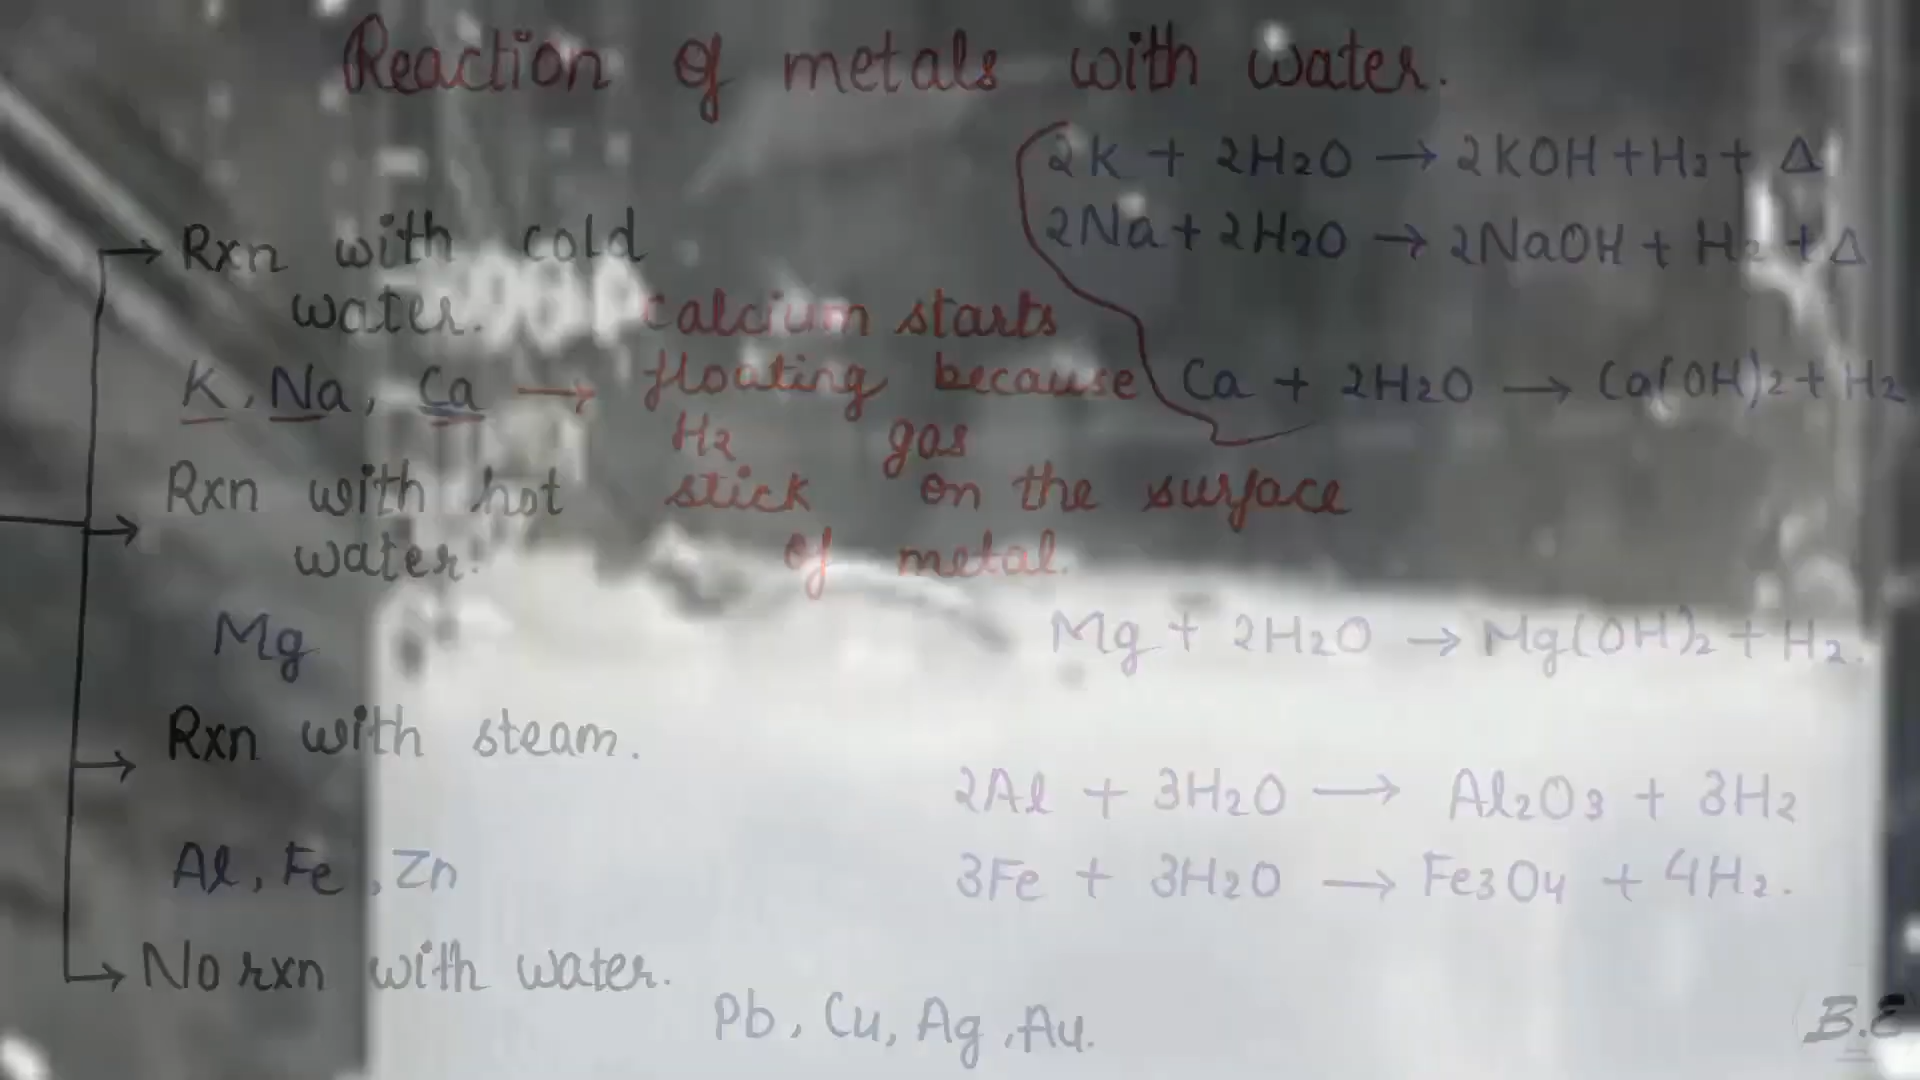 Reaction of metals with water.
2K + 2H2O → 2KOH + H2 + Δ
2Na + 2H2O → 2NaOH + H2 + Δ
→ Rxn with cold
water.
K, Na, Ca → calcium starts
floating because
H2 gas
stick on the surface
of metal.
Ca + 2H2O → Ca(OH)2 + H2
→ Rxn with hot
water.
Mg
Mg + 2H2O → Mg(OH)2 + H2.
→ Rxn with steam.
2Al + 3H2O → Al2O3 + 3H2
Al, Fe, Zn
3Fe + 3H2O → Fe3O4 + 4H2.
→ No rxn with water.
Pb, Cu, Ag, Au.
B.E